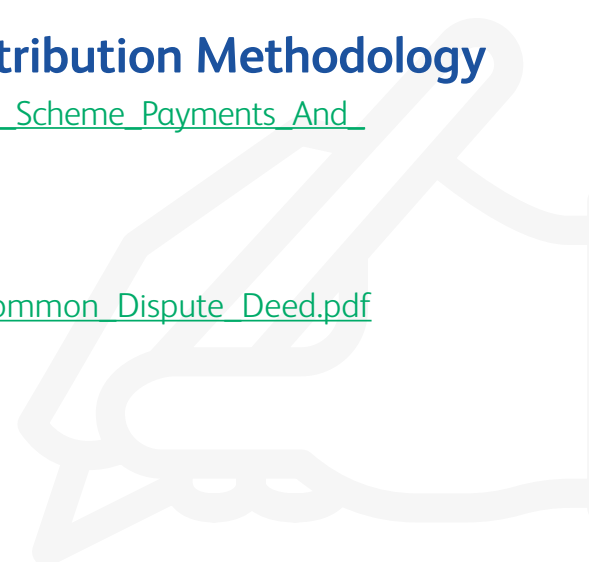 tribution Methodology
_Scheme_Payments_And_
ommon_Dispute_Deed.pdf